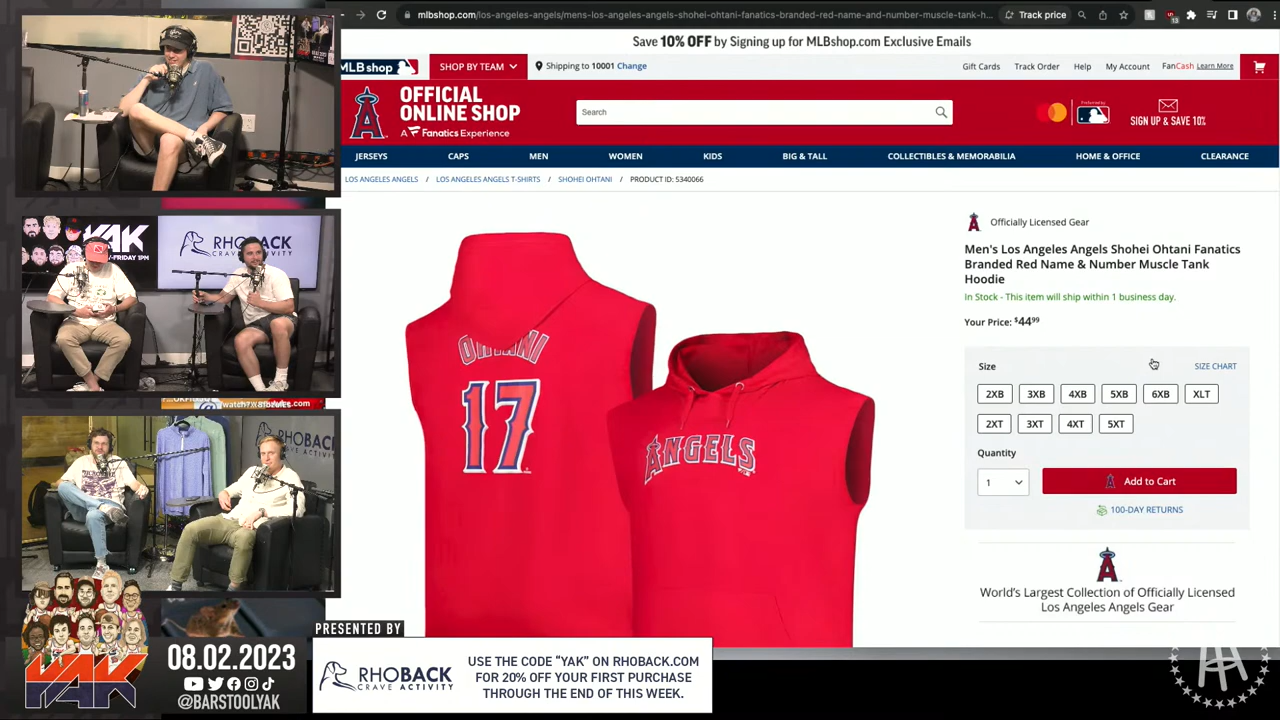 mlbshop.com/los-angeles-angels/mens-los-angeles-angels-shohei-ohtani-fanatics-branded-red-name-and-number-muscle-tank-h...
Track price
Save 10% OFF by Signing up for MLBshop.com Exclusive Emails
MLBshop
SHOP BY TEAM
Shipping to 10001 Change
Gift Cards
Track Order
Help
My Account
FanCash Learn More
OFFICIAL
ONLINE SHOP
A Fanatics Experience
Search
SIGN UP & SAVE 10%
JERSEYS
CAPS
MEN
WOMEN
KIDS
BIG & TALL
COLLECTIBLES & MEMORABILIA
HOME & OFFICE
CLEARANCE
LOS ANGELES ANGELS / LOS ANGELES ANGELS T-SHIRTS / SHOHEI OHTANI / PRODUCT ID: 5340066
Officially Licensed Gear
Men's Los Angeles Angels Shohei Ohtani Fanatics
Branded Red Name & Number Muscle Tank
Hoodie
In Stock - This item will ship within 1 business day.
Your Price: $44.99
Size
SIZE CHART
2XB
3XB
4XB
5XB
6XB
XLT
2XT
3XT
4XT
5XT
Quantity
1
Add to Cart
100-DAY RETURNS
World's Largest Collection of Officially Licensed
Los Angeles Angels Gear
OHTANI
17
ANGELS
YAK
RHOBACK
CRAVE ACTIVITY
RHOBACK
PRESENTED BY
YAK
08.02.2023
@BARSTOOLYAK
RHOBACK
CRAVE ACTIVITY
USE THE CODE “YAK” ON RHOBACK.COM
FOR 20% OFF YOUR FIRST PURCHASE
THROUGH THE END OF THIS WEEK.